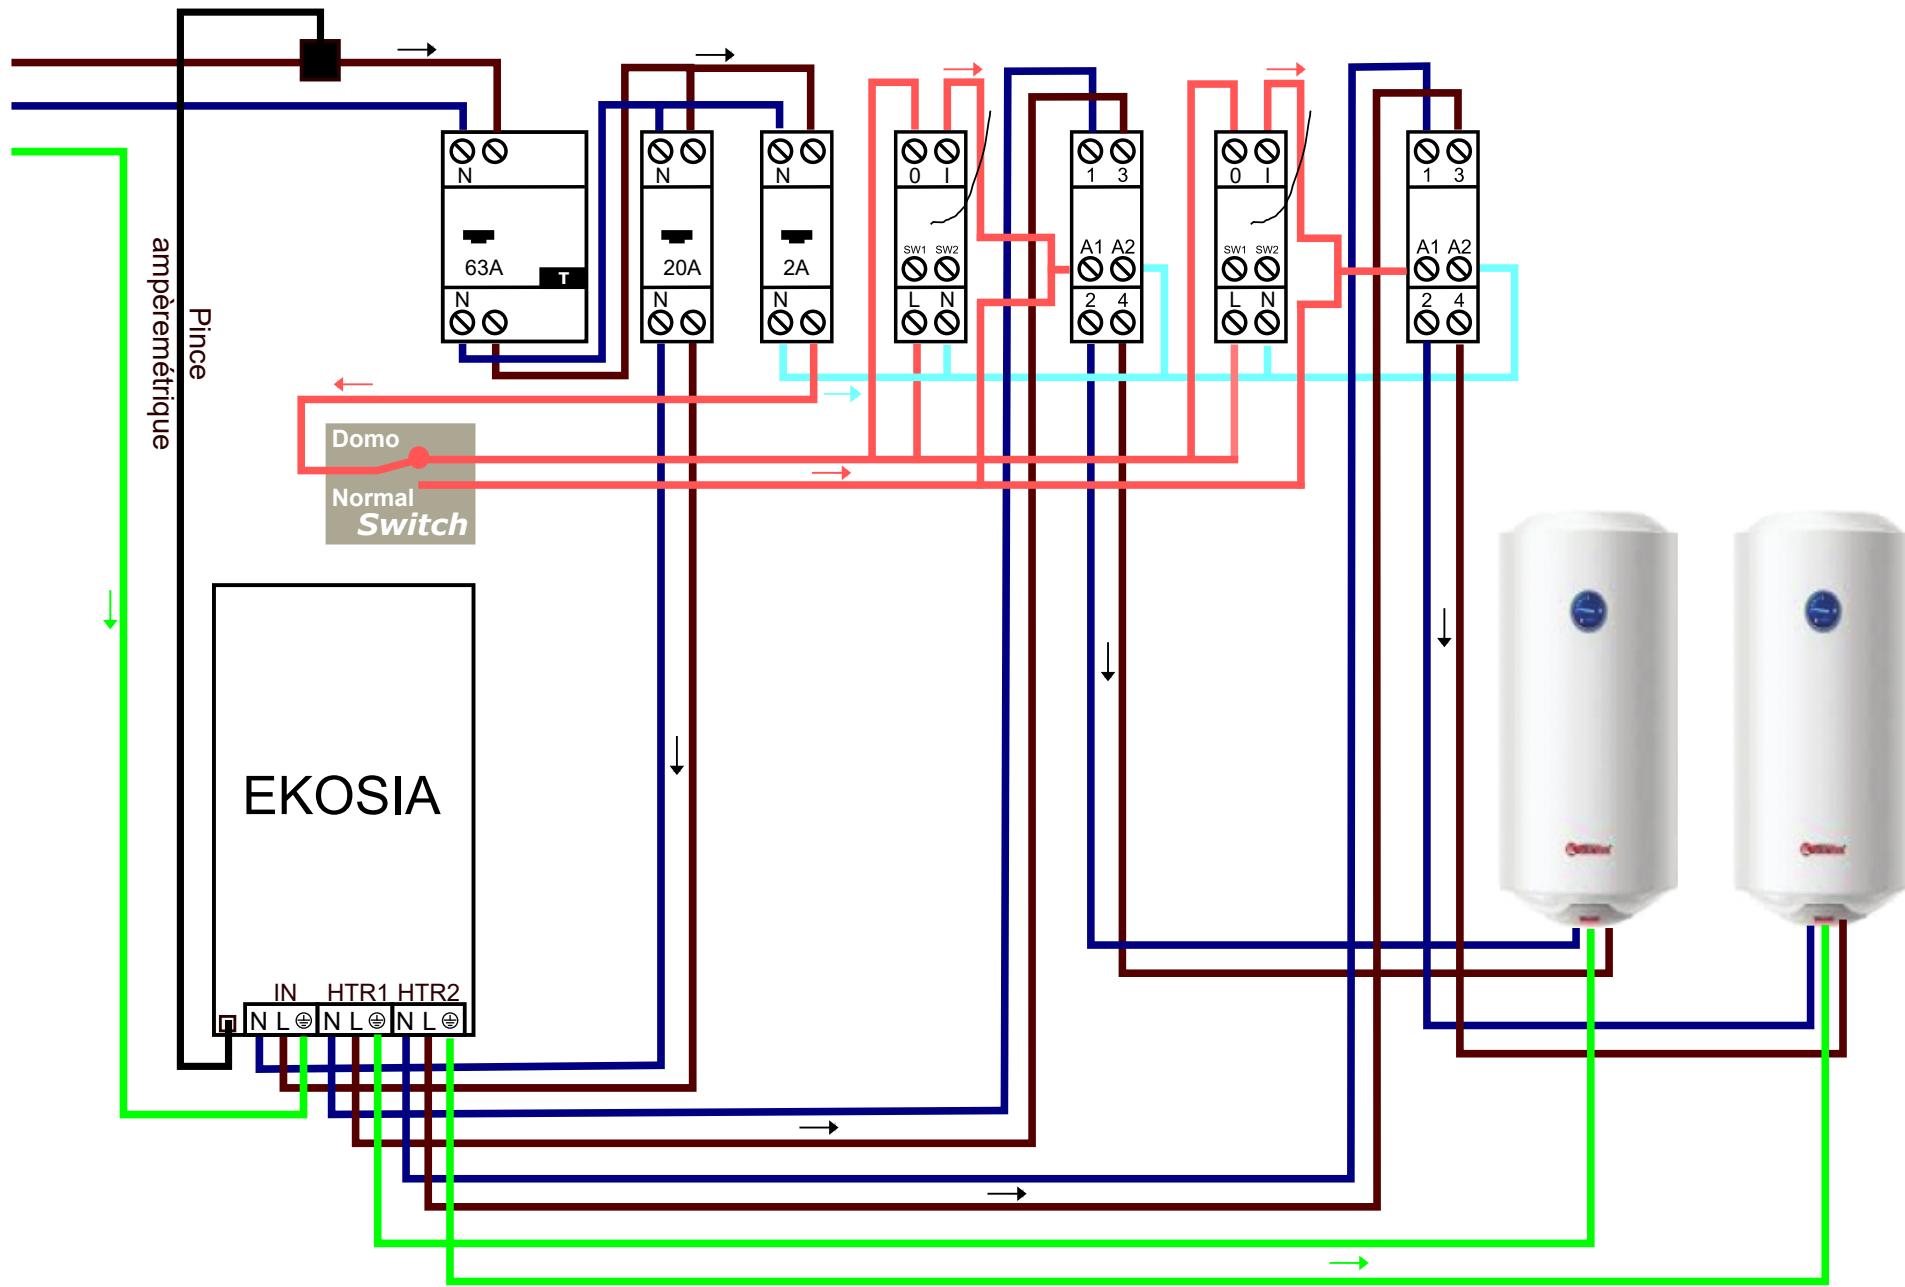 N
63A
T
N
N
20A
N
N
2A
N
0 I
SW1 SW2
L N
1 3
A1 A2
2 4
0 I
SW1 SW2
L N
1 3
A1 A2
2 4
Pince
ampèremétrique
Domo
Normal
Switch
EKOSIA
IN HTR1 HTR2
N L N L N L